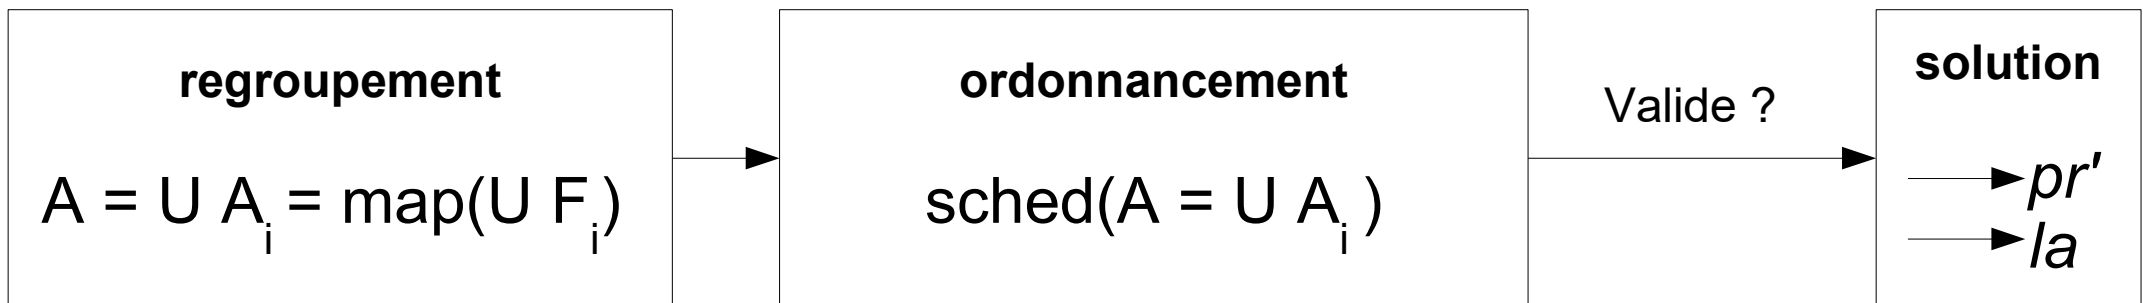 regroupement
A = U Ai = map(U Fi)
ordonnancement
sched(A = U Ai )
Valide ?
solution
pr'
la